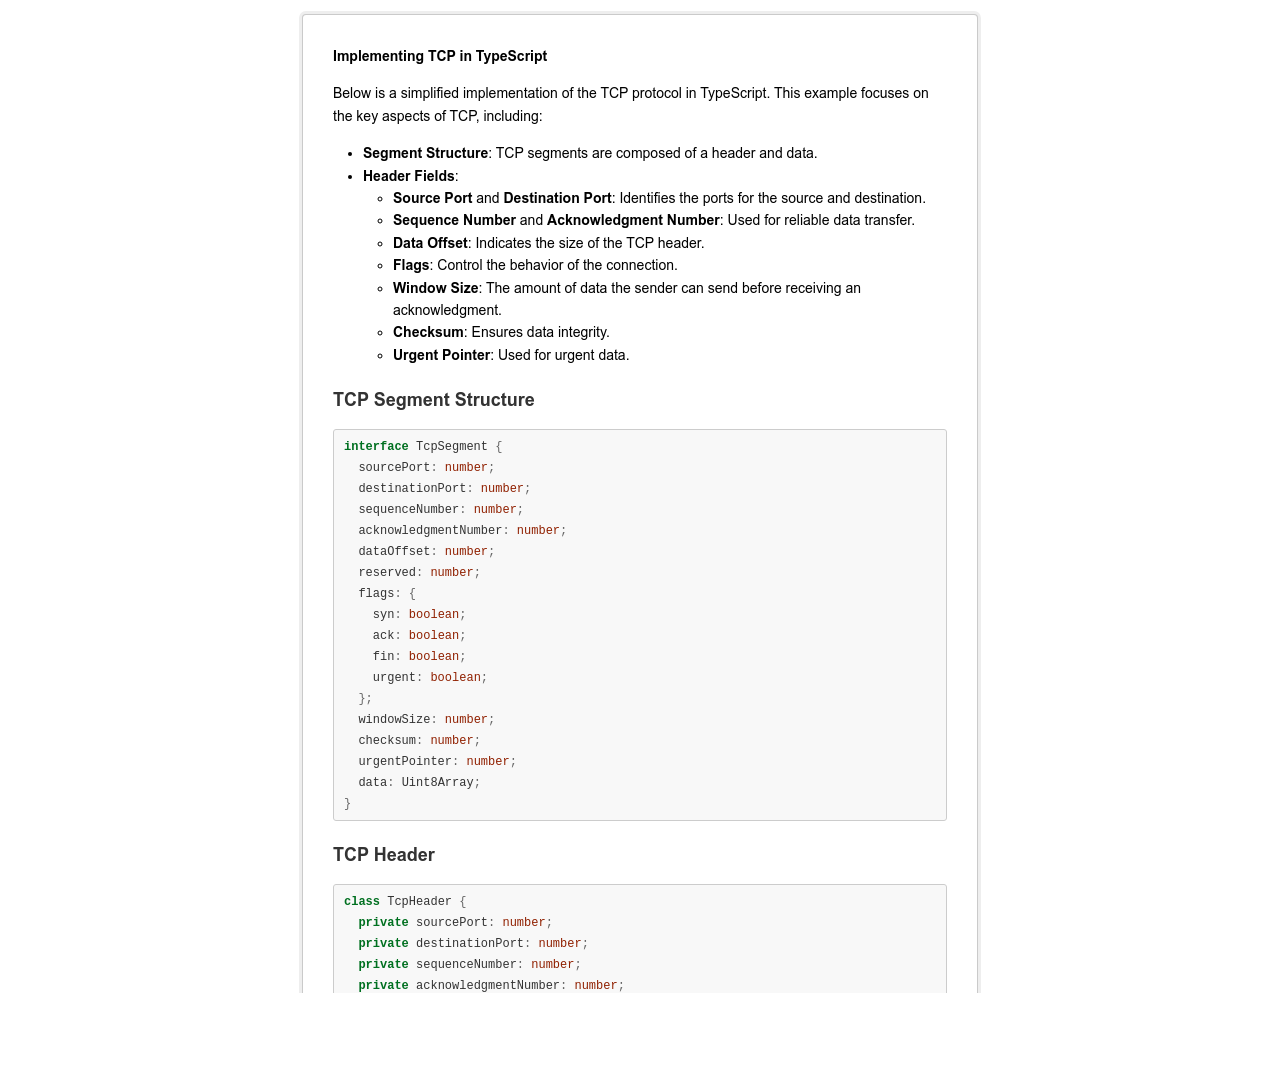 Implementing TCP in TypeScript
Below is a simplified implementation of the TCP protocol in TypeScript. This example focuses on
the key aspects of TCP, including:
• Segment Structure: TCP segments are composed of a header and data.
• Header Fields:
◦ Source Port and Destination Port: Identifies the ports for the source and destination.
◦ Sequence Number and Acknowledgment Number: Used for reliable data transfer.
◦ Data Offset: Indicates the size of the TCP header.
◦ Flags: Control the behavior of the connection.
◦ Window Size: The amount of data the sender can send before receiving an
acknowledgment.
◦ Checksum: Ensures data integrity.
◦ Urgent Pointer: Used for urgent data.
TCP Segment Structure
interface TcpSegment {
  sourcePort: number;
  destinationPort: number;
  sequenceNumber: number;
  acknowledgmentNumber: number;
  dataOffset: number;
  reserved: number;
  flags: {
    syn: boolean;
    ack: boolean;
    fin: boolean;
    urgent: boolean;
  };
  windowSize: number;
  checksum: number;
  urgentPointer: number;
  data: Uint8Array;
}
TCP Header
class TcpHeader {
  private sourcePort: number;
  private destinationPort: number;
  private sequenceNumber: number;
  private acknowledgmentNumber: number;